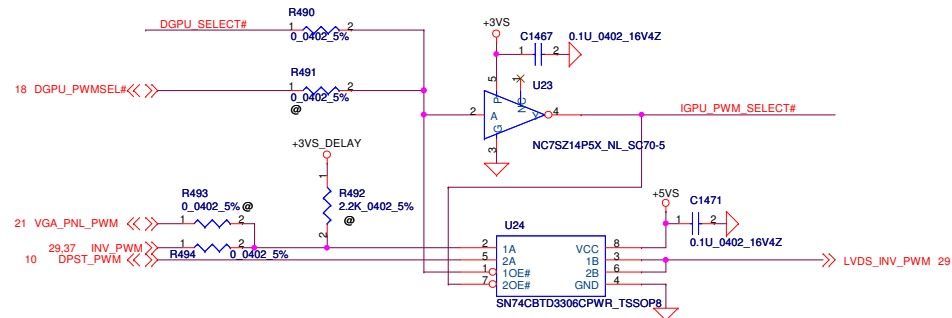 DGPU_SELECT#
R490
1 2
0_0402_5%
18 DGPU_PWMSEL#
R491
1 2
0_0402_5%
@
+3VS
C1467
1 2
0.1U_0402_16V4Z
U23
5
P
1
NC
2
A
Y
4
G
3
NC7SZ14P5X_NL_SC70-5
IGPU_PWM_SELECT#
+3VS_DELAY
1
R492
2.2K_0402_5%
@
2
R493
0_0402_5% @
21 VGA_PNL_PWM
1 2
29,37 INV_PWM
1 2
R494 0_0402_5%
10 DPST_PWM
U24
2 1A VCC 8
5 2A 1B 3
1 1OE# 2B 6
7 2OE# GND 4
SN74CBTD3306CPWR_TSSOP8
+5VS
C1471
1 2
0.1U_0402_16V4Z
LVDS_INV_PWM 29